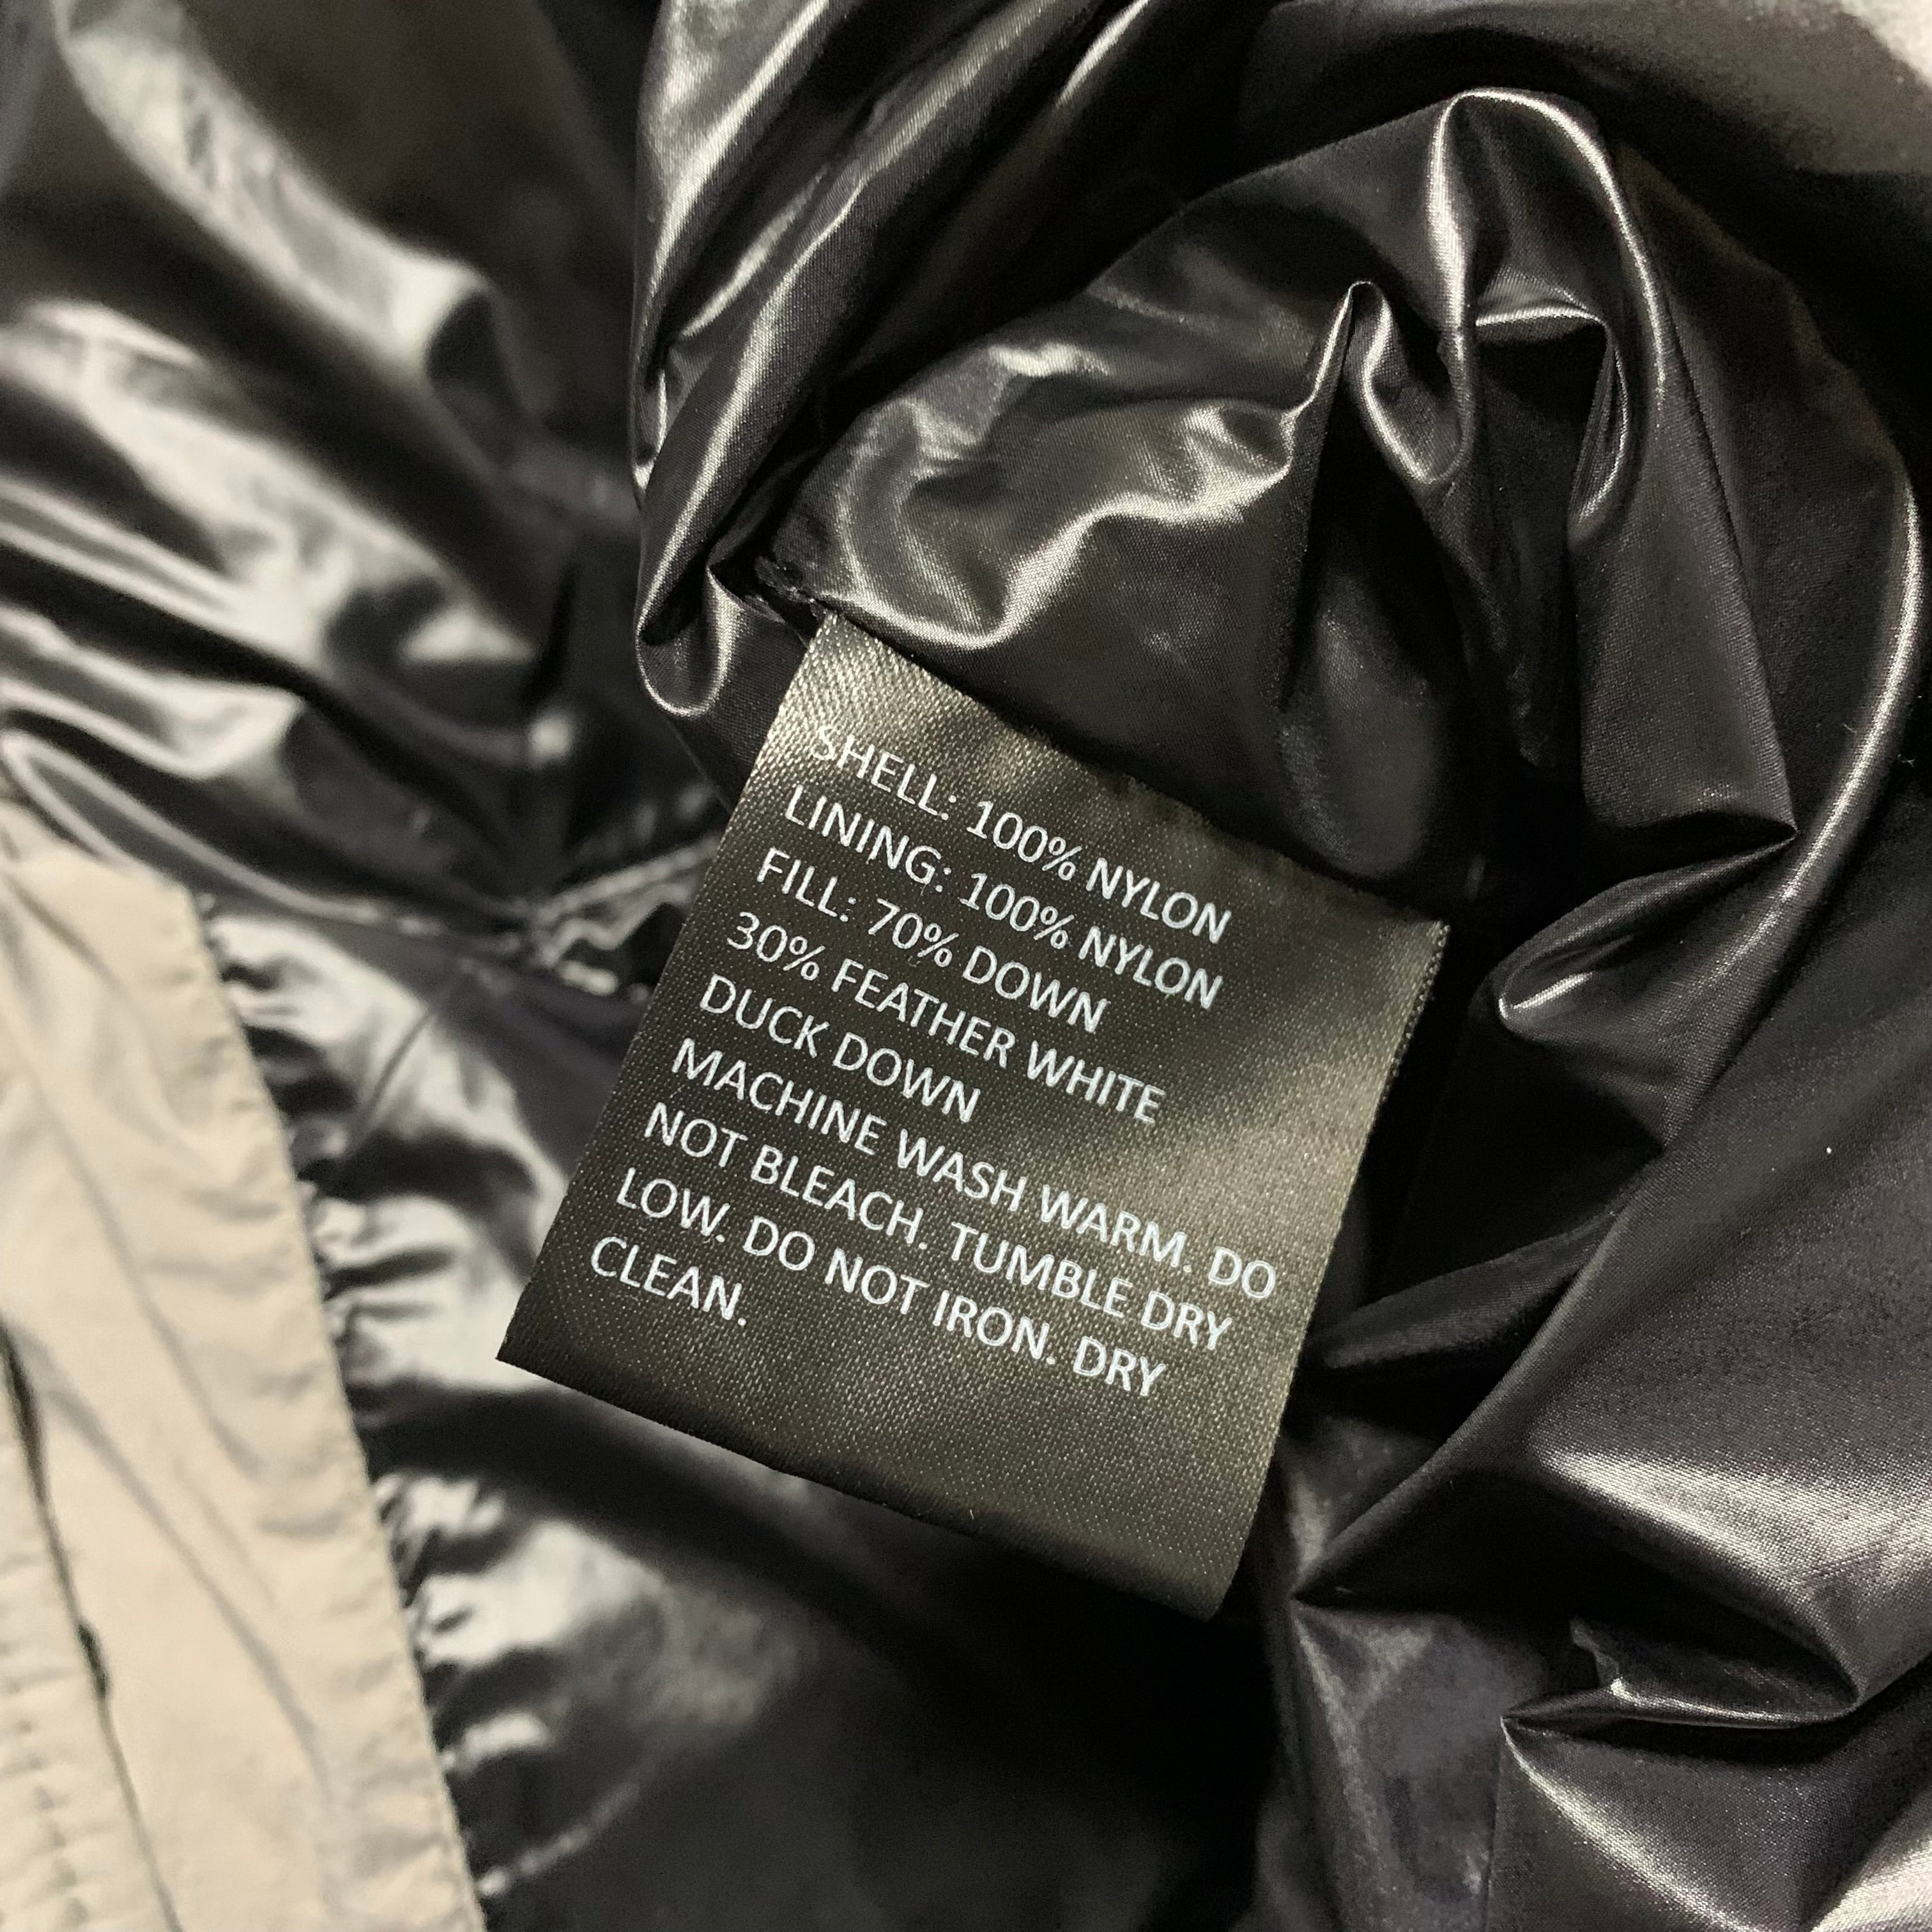 SHELL: 100% NYLON
LINING: 100% NYLON
FILL: 70% DOWN
30% FEATHER WHITE
DUCK DOWN
MACHINE WASH WARM. DO
NOT BLEACH. TUMBLE DRY
LOW. DO NOT IRON. DRY
CLEAN.